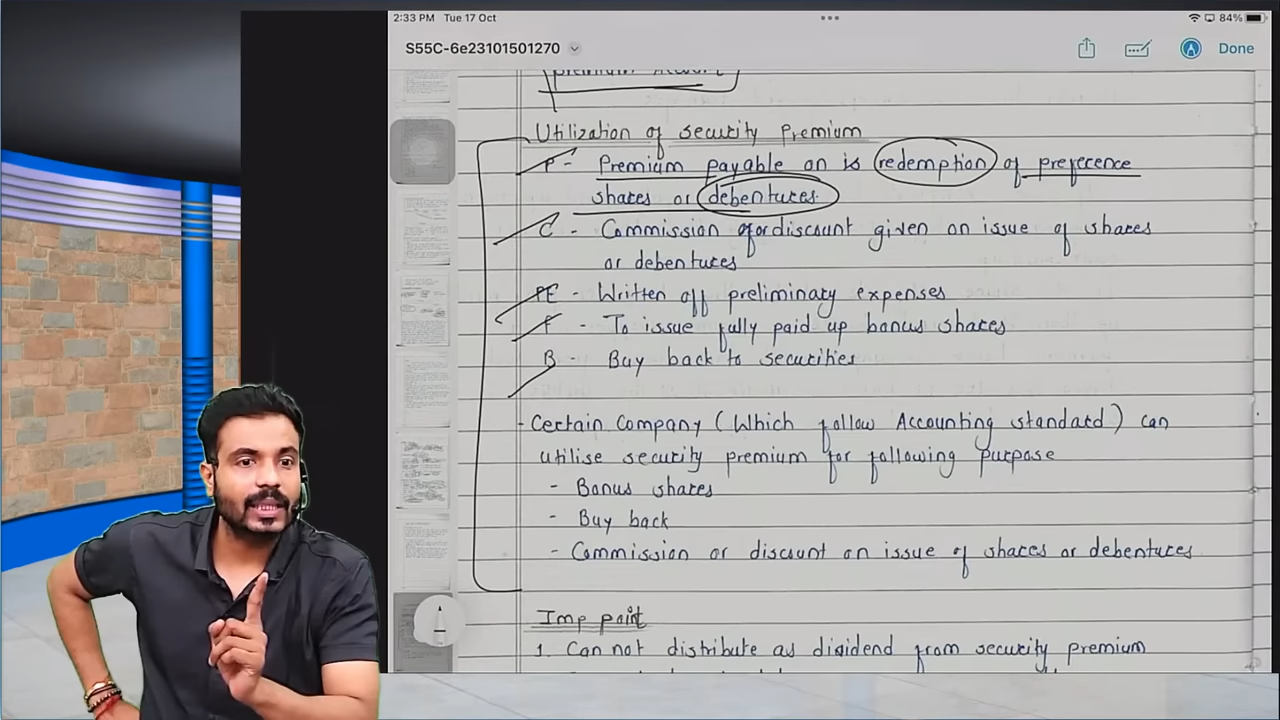 2:33 PM Tue 17 Oct
84%
S55C-6e23101501270
Done
premium Account
Utilization of security Premium
P - Premium payable on is redemption of preference
shares or debentures.
C - Commission or discount given on issue of shares
or debentures
PE - Written off preliminary expenses
F - To issue fully paid up bonus shares
B - Buy back to securities
- Certain Company (Which follow Accounting standard) can
utilise security premium for following purpose
- Bonus shares
- Buy back
- Commission or discount on issue of shares or debentures
Imp point
1. Can not distribute as dividend from security premium